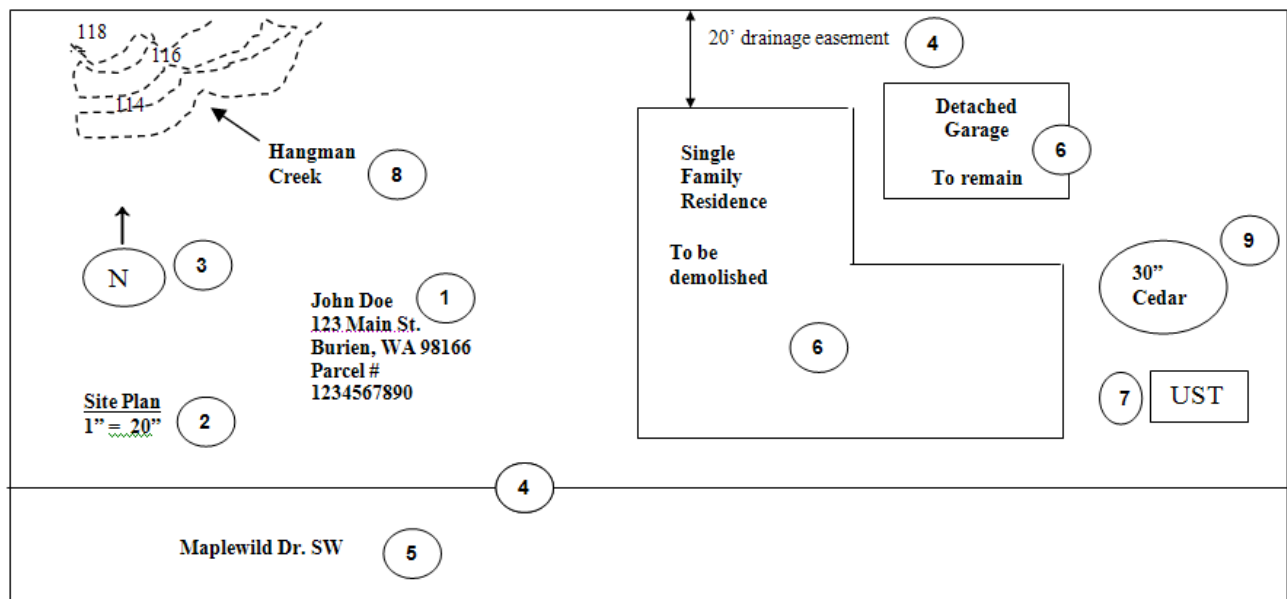 118
116
114
20’ drainage easement
4
Detached
Garage
6
To remain
Hangman
Creek
8
Single
Family
Residence
To be
demolished
6
N
3
9
30”
Cedar
John Doe
1
123 Main St.
Burien, WA 98166
Parcel #
1234567890
7
UST
Site Plan
1” = 20”
2
4
Maplewild Dr. SW
5